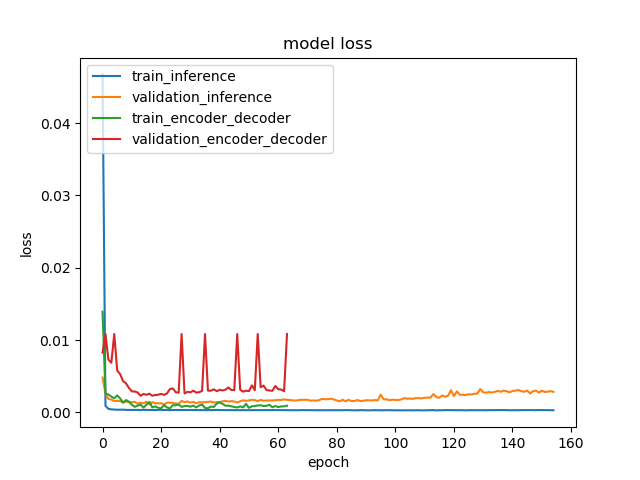 model loss
train_inference
validation_inference
train_encoder_decoder
validation_encoder_decoder
loss
0.04
0.03
0.02
0.01
0.00
0 20 40 60 80 100 120 140 160
epoch